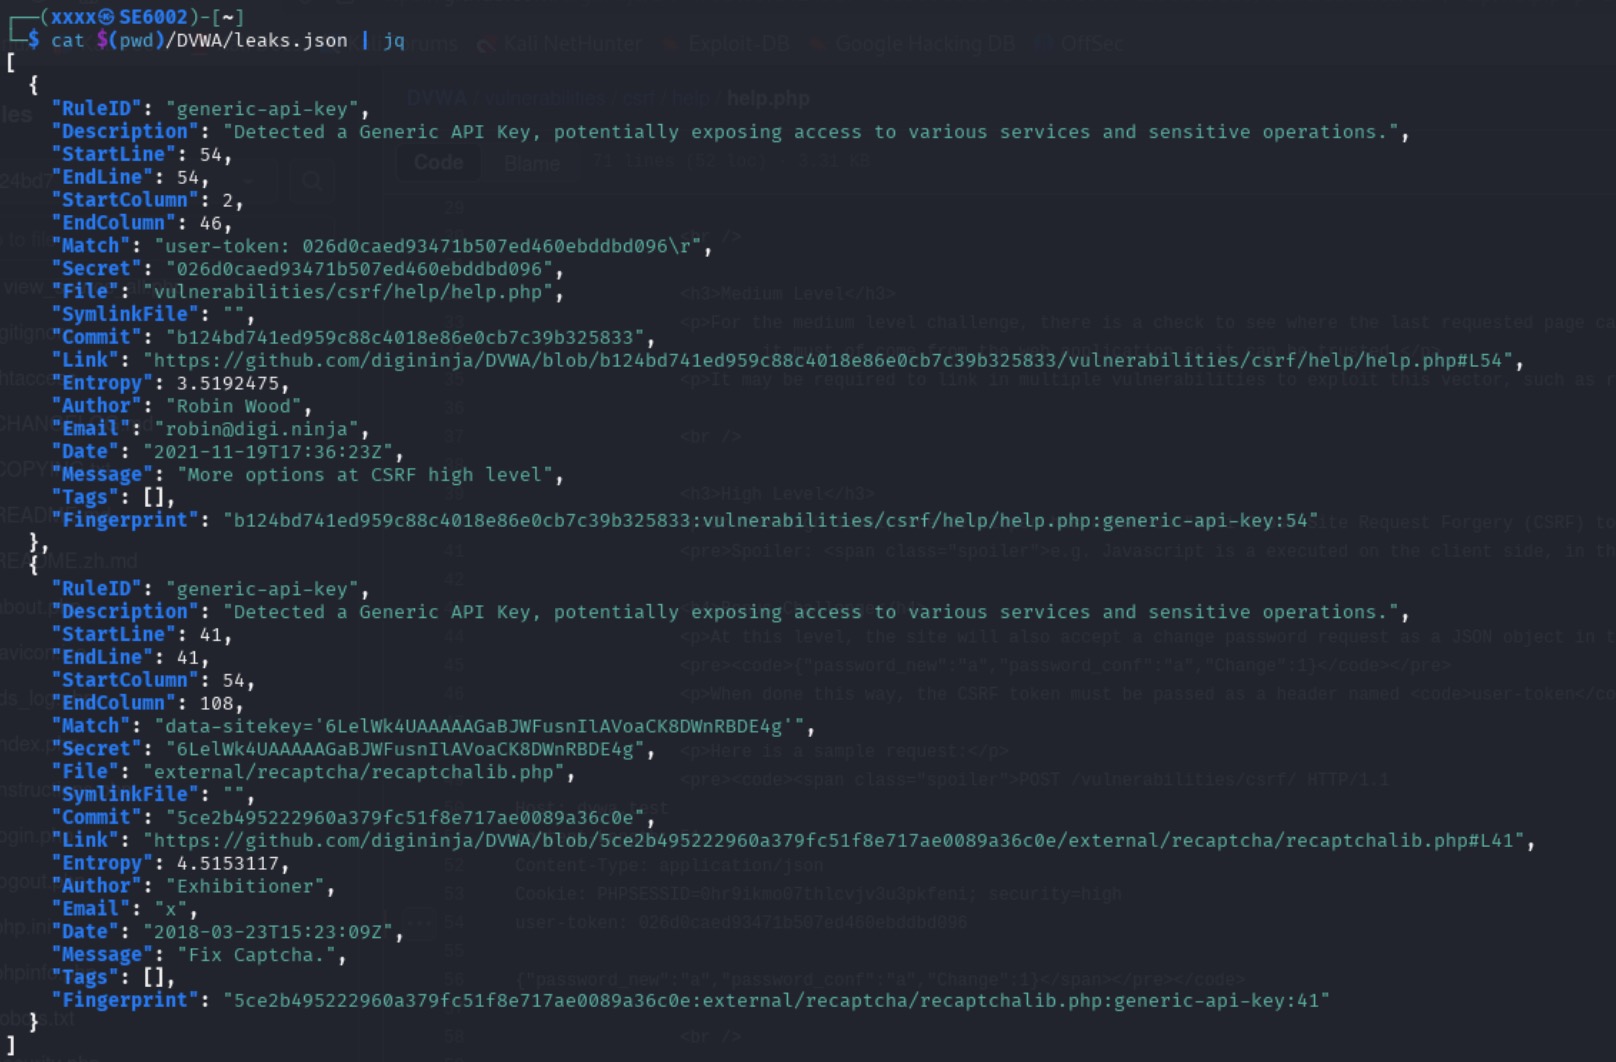 ┌──(xxxx㉿SE6002)-[~]
└─$ cat $(pwd)/DVWA/leaks.json | jq
[
  {
    "RuleID": "generic-api-key",
    "Description": "Detected a Generic API Key, potentially exposing access to various services and sensitive operations.",
    "StartLine": 54,
    "EndLine": 54,
    "StartColumn": 2,
    "EndColumn": 46,
    "Match": "user-token: 026d0caed93471b507ed460ebddbd096\r",
    "Secret": "026d0caed93471b507ed460ebddbd096",
    "File": "vulnerabilities/csrf/help/help.php",
    "SymlinkFile": "",
    "Commit": "b124bd741ed959c88c4018e86e0cb7c39b325833",
    "Link": "https://github.com/digininja/DVWA/blob/b124bd741ed959c88c4018e86e0cb7c39b325833/vulnerabilities/csrf/help/help.php#L54",
    "Entropy": 3.5192475,
    "Author": "Robin Wood",
    "Email": "robin@digi.ninja",
    "Date": "2021-11-19T17:36:23Z",
    "Message": "More options at CSRF high level",
    "Tags": [],
    "Fingerprint": "b124bd741ed959c88c4018e86e0cb7c39b325833:vulnerabilities/csrf/help/help.php:generic-api-key:54"
  },
  {
    "RuleID": "generic-api-key",
    "Description": "Detected a Generic API Key, potentially exposing access to various services and sensitive operations.",
    "StartLine": 41,
    "EndLine": 41,
    "StartColumn": 54,
    "EndColumn": 108,
    "Match": "data-sitekey='6LelWk4UAAAAAGaBJWFusnIlAVoaCK8DWnRBDE4g'",
    "Secret": "6LelWk4UAAAAAGaBJWFusnIlAVoaCK8DWnRBDE4g",
    "File": "external/recaptcha/recaptchalib.php",
    "SymlinkFile": "",
    "Commit": "5ce2b495222960a379fc51f8e717ae0089a36c0e",
    "Link": "https://github.com/digininja/DVWA/blob/5ce2b495222960a379fc51f8e717ae0089a36c0e/external/recaptcha/recaptchalib.php#L41",
    "Entropy": 4.5153117,
    "Author": "Exhibitioner",
    "Email": "x",
    "Date": "2018-03-23T15:23:09Z",
    "Message": "Fix Captcha.",
    "Tags": [],
    "Fingerprint": "5ce2b495222960a379fc51f8e717ae0089a36c0e:external/recaptcha/recaptchalib.php:generic-api-key:41"
  }
]